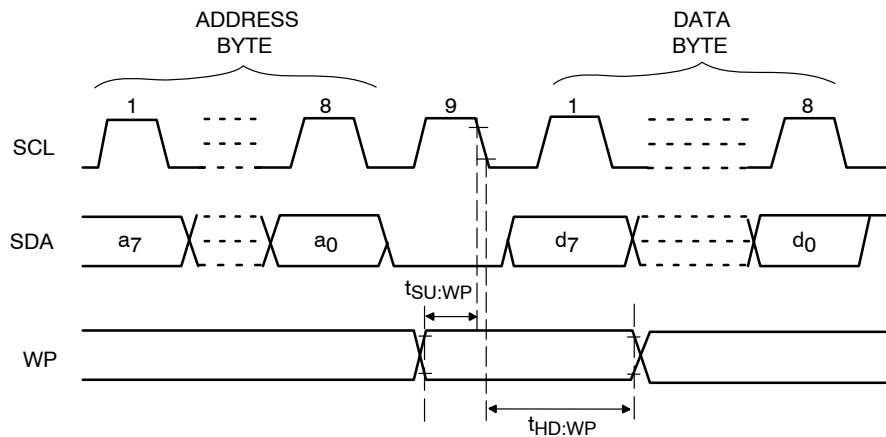 ADDRESS
BYTE
DATA
BYTE
1 8 9 1 8
SCL
SDA a7 a0 d7 d0
tSU:WP
WP
tHD:WP